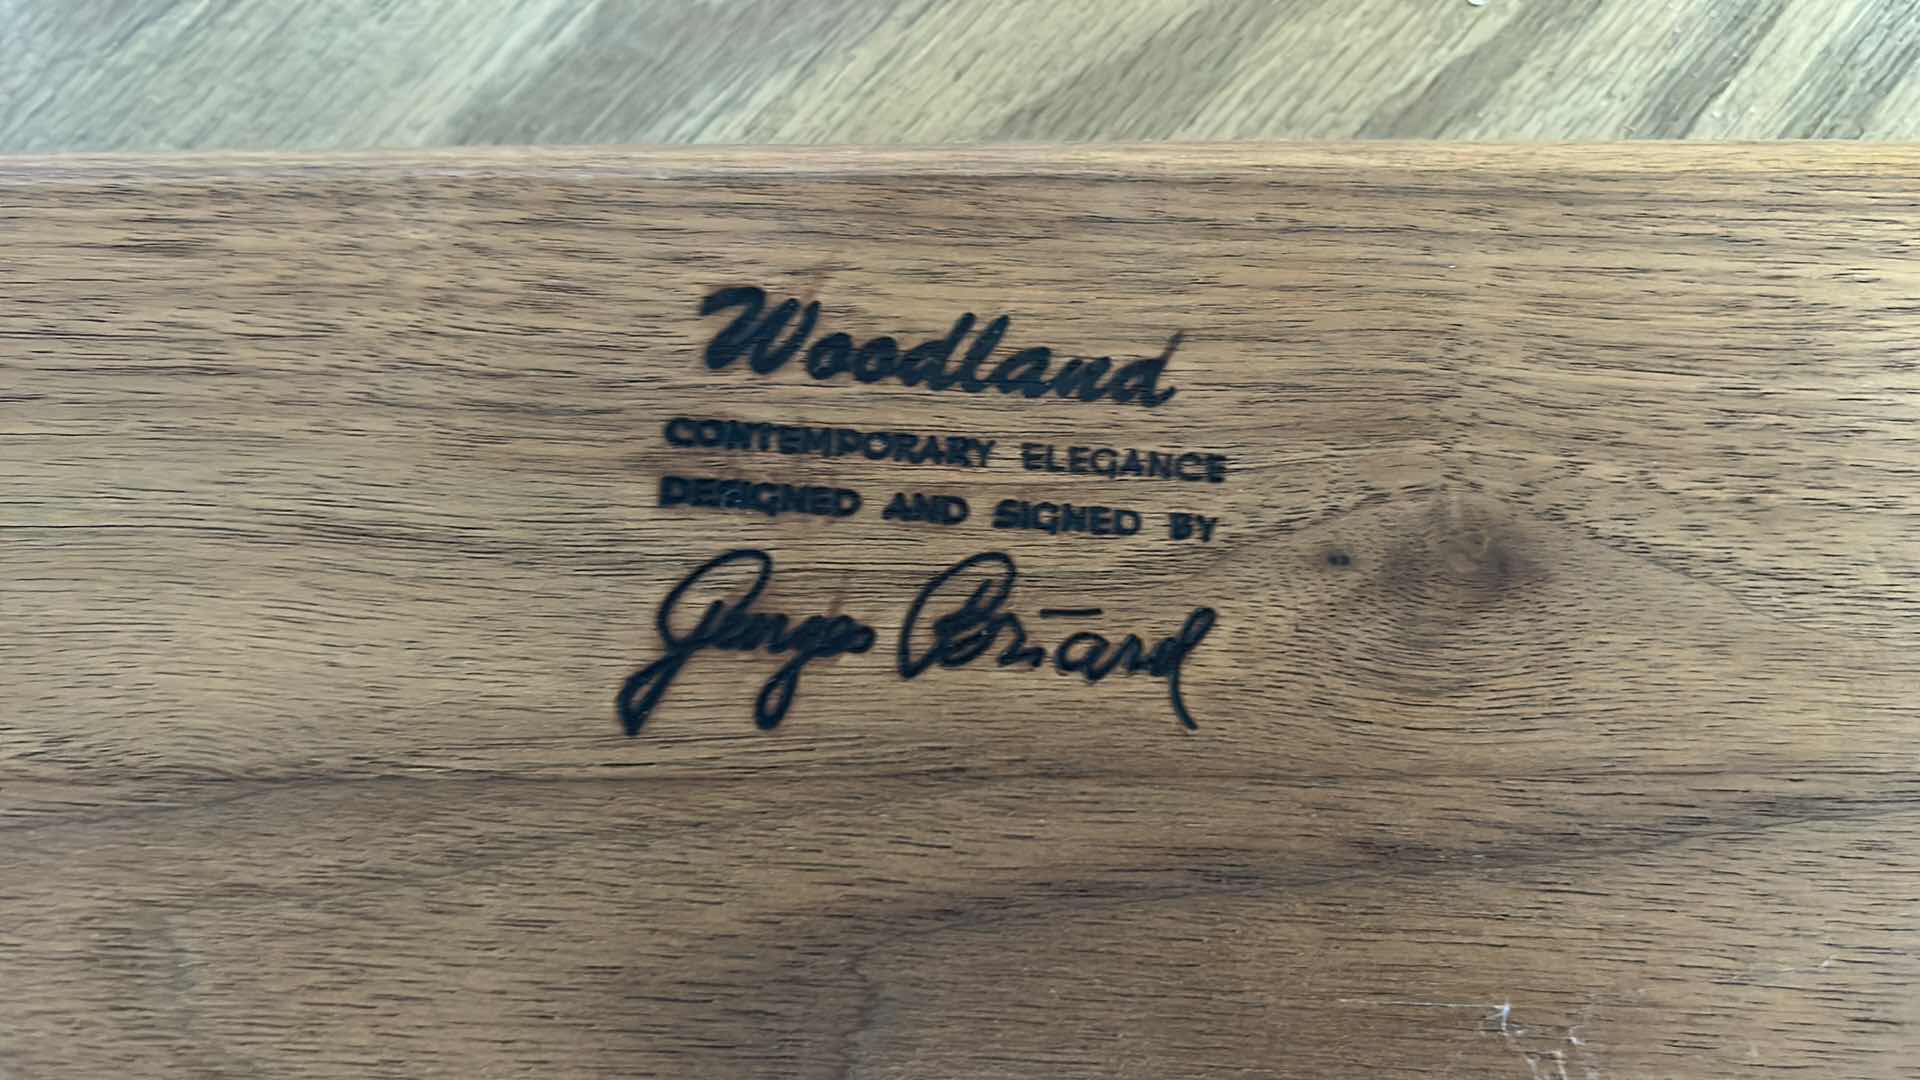 Woodland
CONTEMPORARY ELEGANCE
DESIGNED AND SIGNED BY
Georges Briard